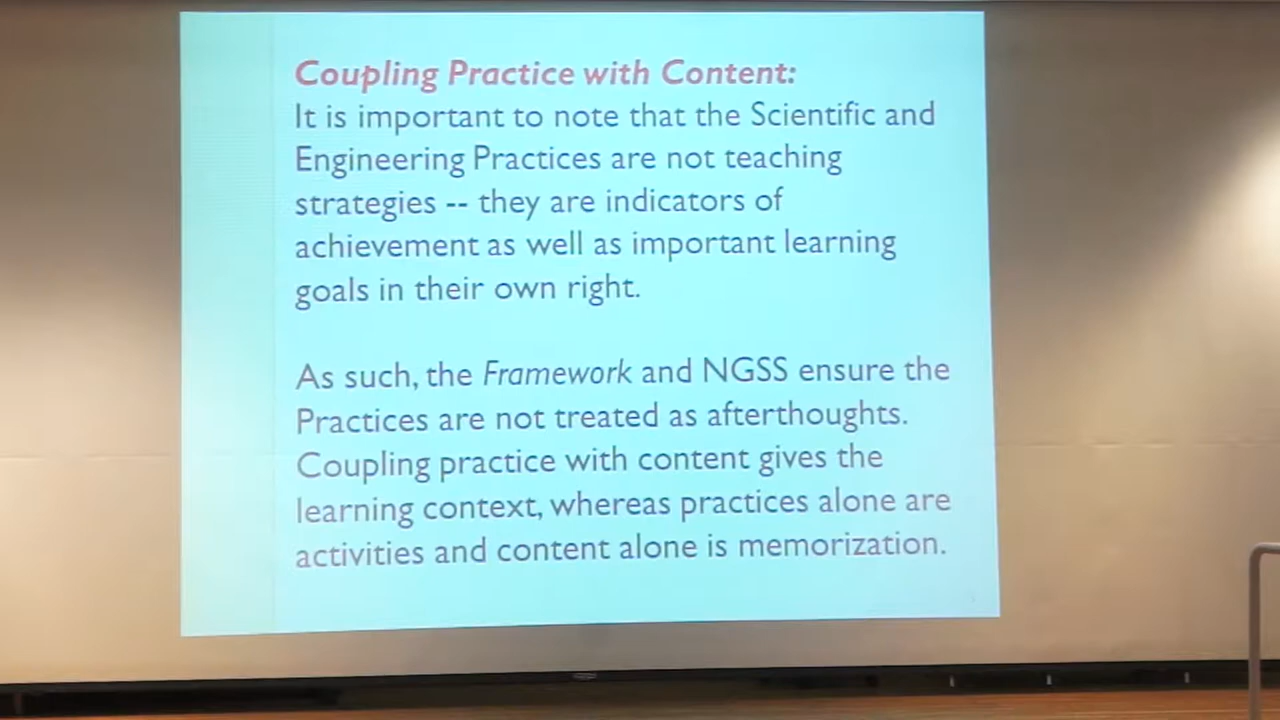 Coupling Practice with Content:
It is important to note that the Scientific and
Engineering Practices are not teaching
strategies -- they are indicators of
achievement as well as important learning
goals in their own right.
As such, the Framework and NGSS ensure the
Practices are not treated as afterthoughts.
Coupling practice with content gives the
learning context, whereas practices alone are
activities and content alone is memorization.